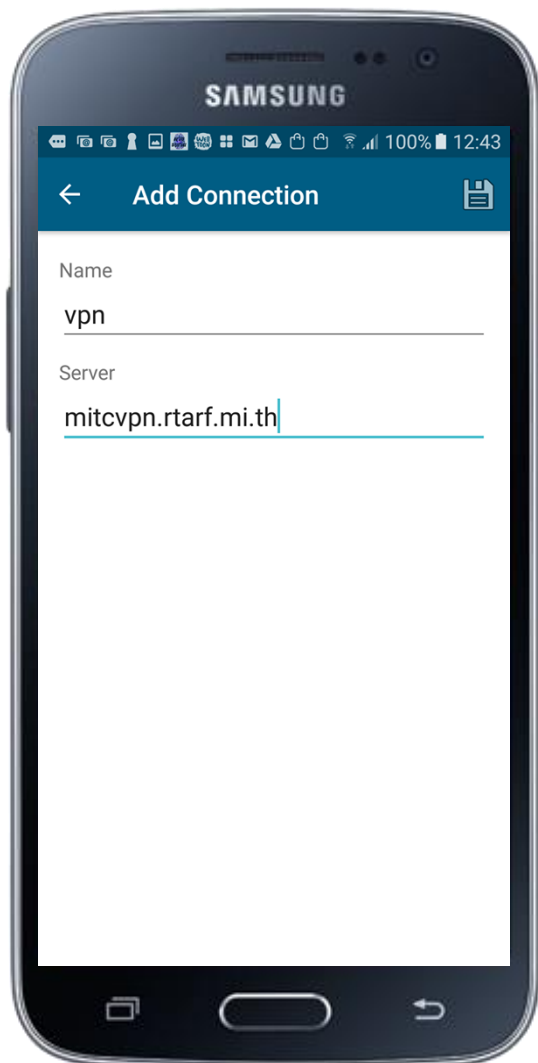 SAMSUNG
100% 12:43
Add Connection
Name
vpn
Server
mitcvpn.rtarf.mi.th